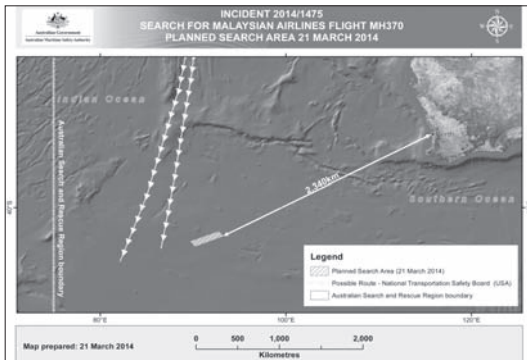 INCIDENT 2014/1475
SEARCH FOR MALAYSIAN AIRLINES FLIGHT MH370
PLANNED SEARCH AREA 21 MARCH 2014
Australian Government
Australian Maritime Safety Authority
Indian Ocean
Australian Search and Rescue Region boundary
2,340km
Southern Ocean
40°S
Legend
Planned Search Area (21 March 2014)
Possible Route - National Transportation Safety Board (USA)
Australian Search and Rescue Region boundary
80°E
100°E
120°E
Map prepared: 21 March 2014
0 500 1,000 2,000
Kilometres